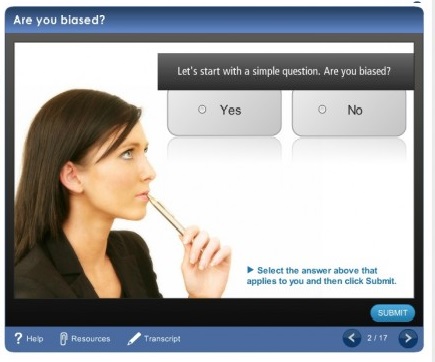 Are you biased?
Let's start with a simple question. Are you biased?
Yes
No
Select the answer above that
applies to you and then click Submit.
SUBMIT
? Help
Resources
Transcript
2 / 17